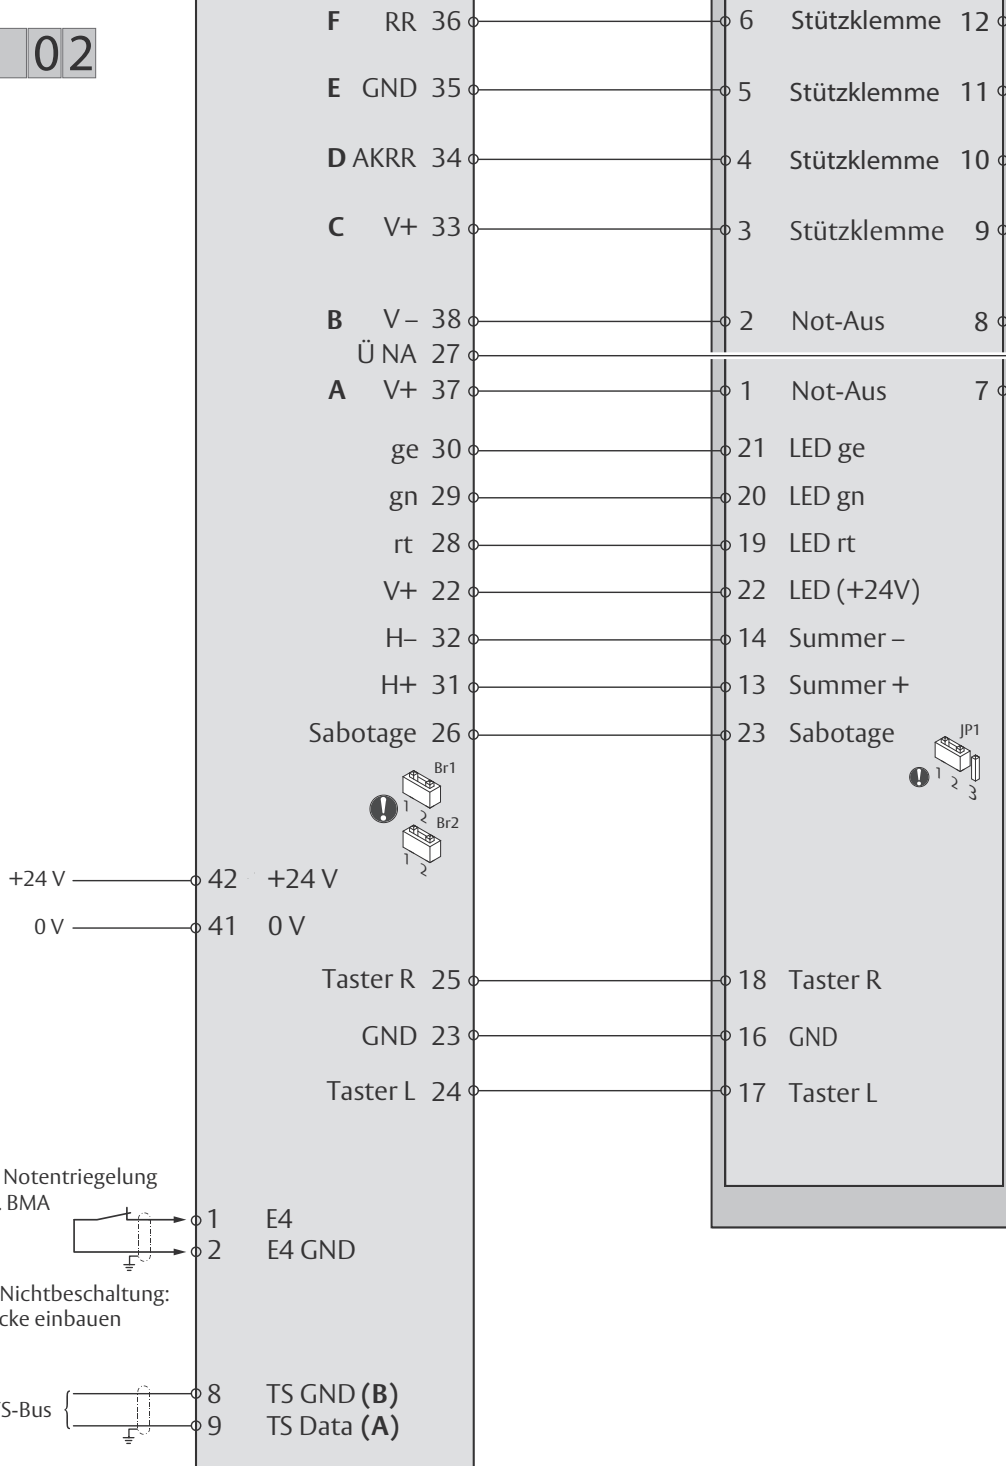 F RR 36 6 Stützklemme 12
02
E GND 35 5 Stützklemme 11
D AKRR 34 4 Stützklemme 10
C V+ 33 3 Stützklemme 9
B V– 38 2 Not-Aus 8
Ü NA 27
A V+ 37 1 Not-Aus 7
ge 30 21 LED ge
gn 29 20 LED gn
rt 28 19 LED rt
V+ 22 22 LED (+24V)
H– 32 14 Summer –
H+ 31 13 Summer +
Sabotage 26 23 Sabotage JP1
1 2 3
Br1
1 2
Br2
1 2
+24 V 42 +24 V
0 V 41 0 V
Taster R 25 18 Taster R
GND 23 16 GND
Taster L 24 17 Taster L
Notentriegelung
BMA
1 E4
2 E4 GND
Nichtbeschaltung:
cke einbauen
8 TS GND (B)
S-Bus
9 TS Data (A)